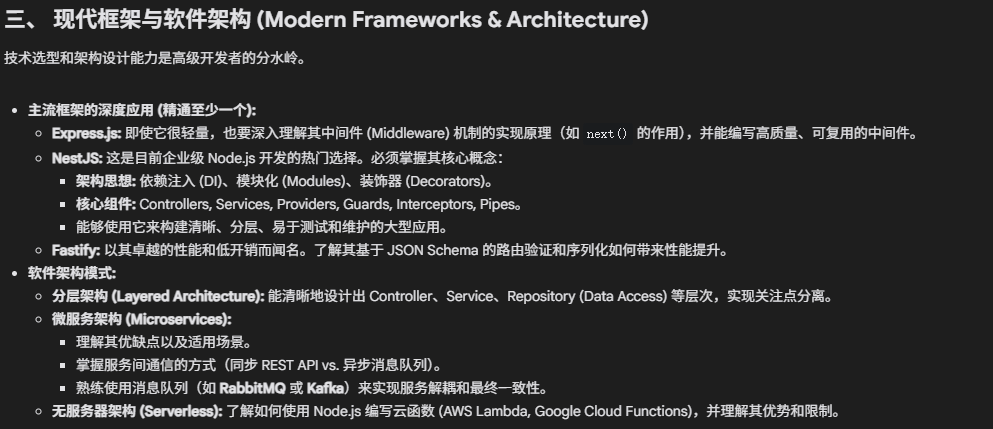 三、 现代框架与软件架构 (Modern Frameworks & Architecture)
技术选型和架构设计能力是高级开发者的分水岭。
• 主流框架的深度应用 (精通至少一个):
◦ Express.js: 即使它很轻量，也要深入理解其中间件 (Middleware) 机制的实现原理（如 next() 的作用），并能编写高质量、可复用的中间件。
◦ NestJS: 这是目前企业级 Node.js 开发的热门选择。必须掌握其核心概念：
▪ 架构思想: 依赖注入 (DI)、模块化 (Modules)、装饰器 (Decorators)。
▪ 核心组件: Controllers, Services, Providers, Guards, Interceptors, Pipes。
▪ 能够使用它来构建清晰、分层、易于测试和维护的大型应用。
◦ Fastify: 以其卓越的性能和低开销而闻名。了解其基于 JSON Schema 的路由验证和序列化如何带来性能提升。
• 软件架构模式:
◦ 分层架构 (Layered Architecture): 能清晰地设计出 Controller、Service、Repository (Data Access) 等层次，实现关注点分离。
◦ 微服务架构 (Microservices):
▪ 理解其优缺点以及适用场景。
▪ 掌握服务间通信的方式（同步 REST API vs. 异步消息队列）。
▪ 熟练使用消息队列（如 RabbitMQ 或 Kafka）来实现服务解耦和最终一致性。
◦ 无服务器架构 (Serverless): 了解如何使用 Node.js 编写云函数 (AWS Lambda, Google Cloud Functions)，并理解其优势和限制。